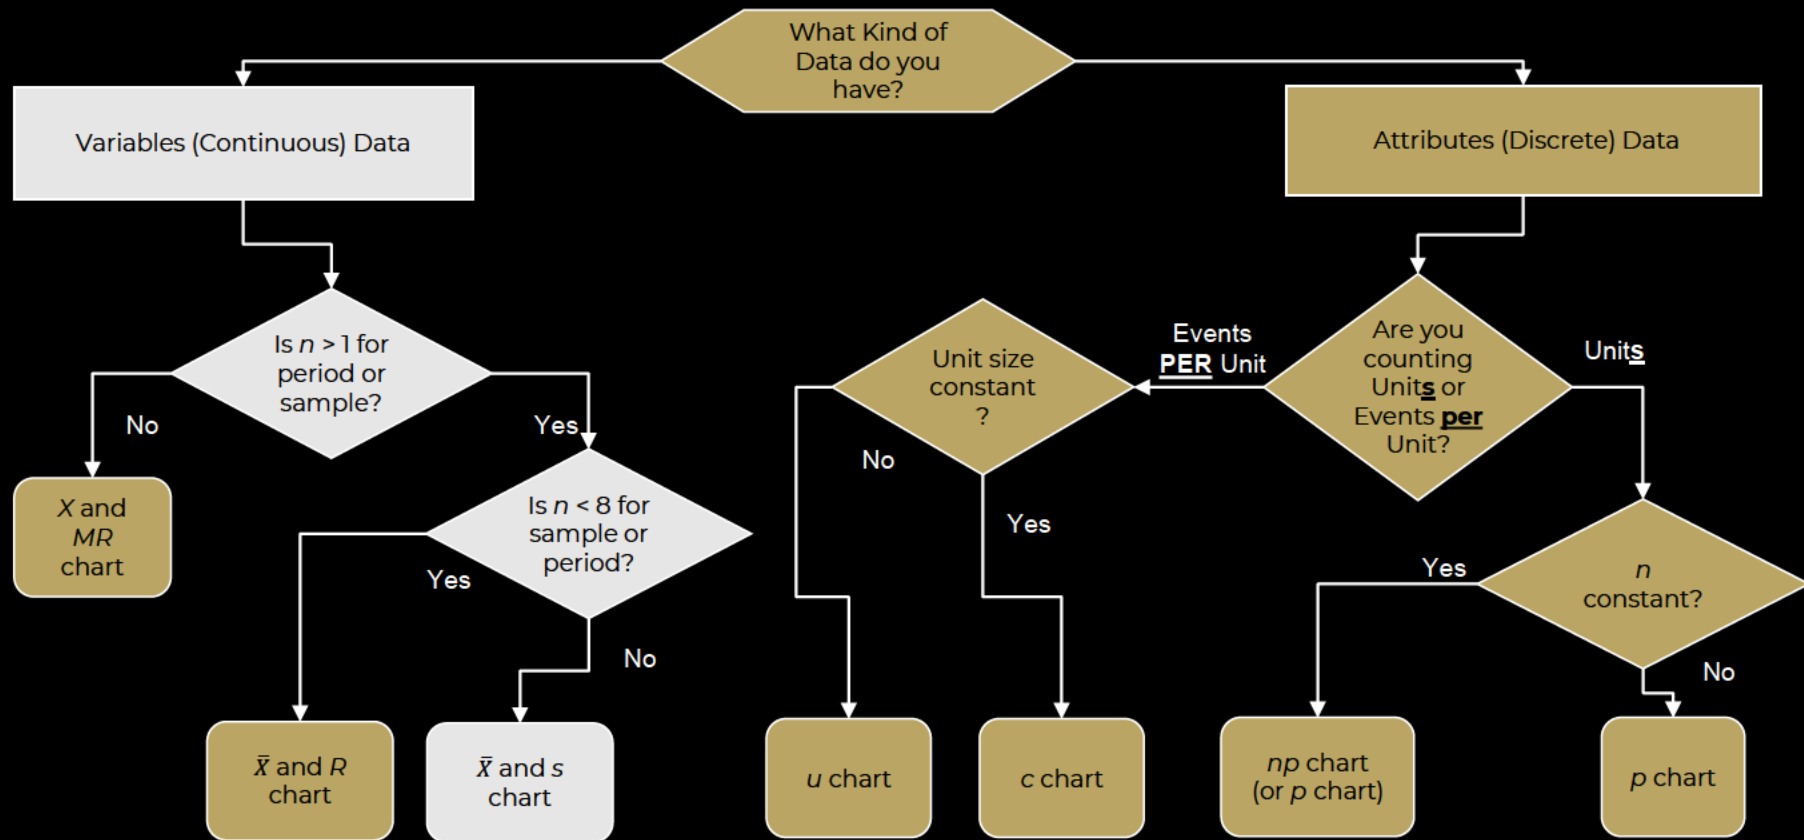 What Kind of
Data do you
have?
Variables (Continuous) Data
Attributes (Discrete) Data
Is n > 1 for
period or
sample?
No
Yes
X and
MR
chart
Is n < 8 for
sample or
period?
Yes
No
X̄ and R
chart
X̄ and s
chart
Are you
counting
Units or
Events per
Unit?
Events
PER Unit
Units
Unit size
constant
?
No
Yes
u chart
c chart
n
constant?
Yes
No
np chart
(or p chart)
p chart